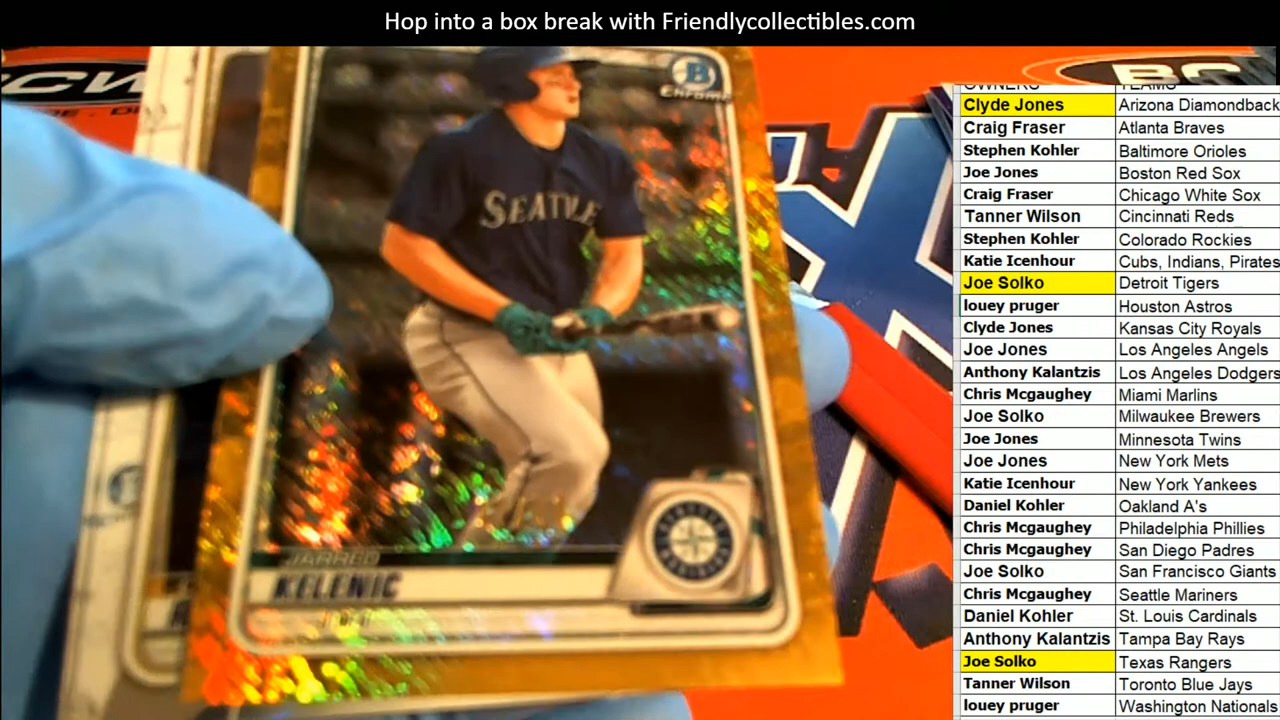 Hop into a box break with Friendlycollectibles.com
OWNERS TEAMS
Clyde Jones Arizona Diamondback
Craig Fraser Atlanta Braves
Stephen Kohler Baltimore Orioles
Joe Jones Boston Red Sox
Craig Fraser Chicago White Sox
Tanner Wilson Cincinnati Reds
Stephen Kohler Colorado Rockies
Katie Icenhour Cubs, Indians, Pirates
Joe Solko Detroit Tigers
louey pruger Houston Astros
Clyde Jones Kansas City Royals
Joe Jones Los Angeles Angels
Anthony Kalantzis Los Angeles Dodgers
Chris Mcgaughey Miami Marlins
Joe Solko Milwaukee Brewers
Joe Jones Minnesota Twins
Joe Jones New York Mets
Katie Icenhour New York Yankees
Daniel Kohler Oakland A's
Chris Mcgaughey Philadelphia Phillies
Chris Mcgaughey San Diego Padres
Joe Solko San Francisco Giants
Chris Mcgaughey Seattle Mariners
Daniel Kohler St. Louis Cardinals
Anthony Kalantzis Tampa Bay Rays
Joe Solko Texas Rangers
Tanner Wilson Toronto Blue Jays
louey pruger Washington Nationals
B
Chrome
SEATTLE
JARRED
KELENIC